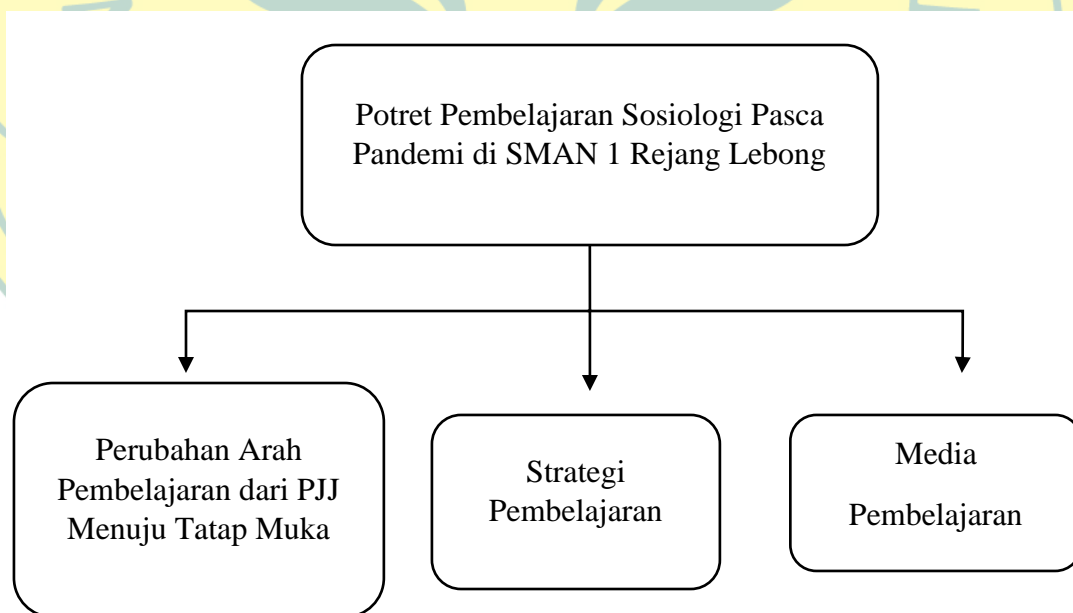 Potret Pembelajaran Sosiologi Pasca
Pandemi di SMAN 1 Rejang Lebong
Perubahan Arah
Pembelajaran dari PJJ
Menuju Tatap Muka
Strategi
Pembelajaran
Media
Pembelajaran